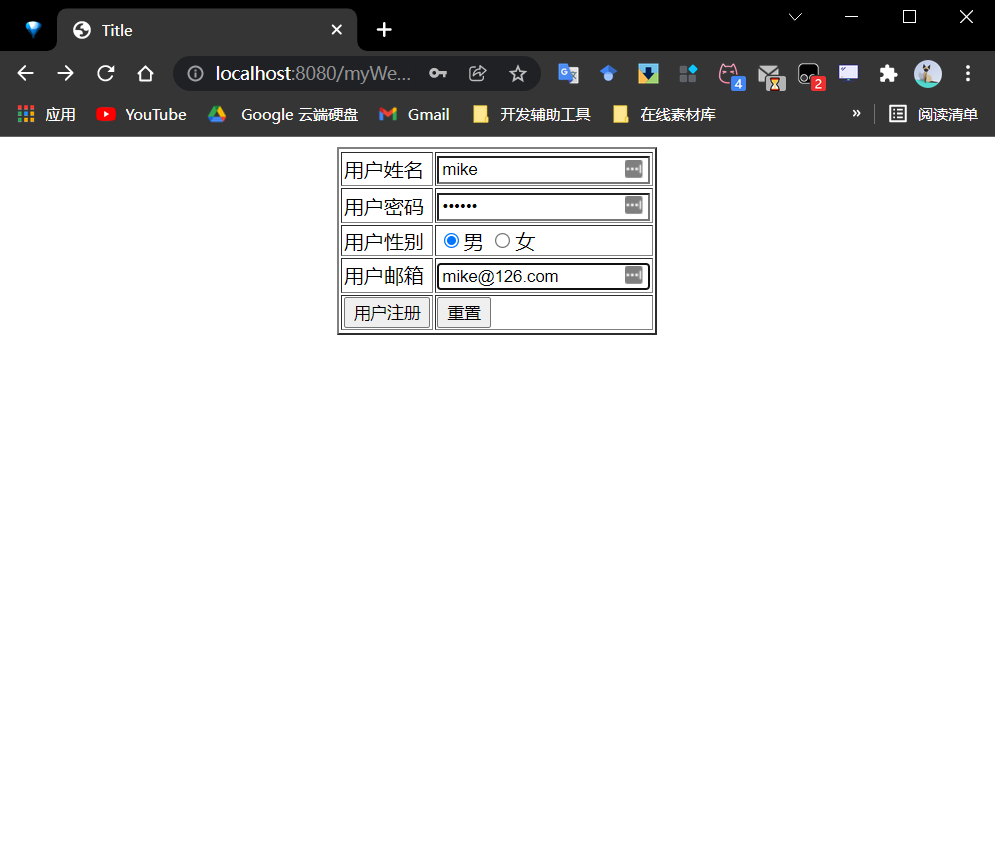 Title
localhost:8080/myWe...
4
2
应用 YouTube Google 云端硬盘 Gmail 开发辅助工具 在线素材库 » 阅读清单
用户姓名 mike
用户密码 ••••••
用户性别 男 女
用户邮箱 mike@126.com
用户注册 重置